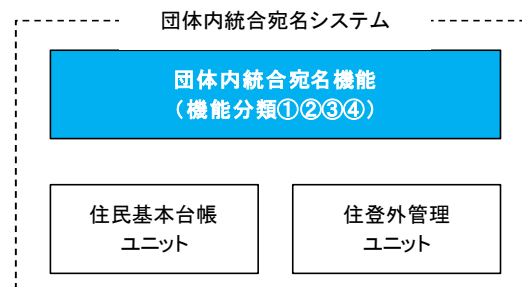 団体内統合宛名システム
団体内統合宛名機能
（機能分類①②③④）
住民基本台帳
ユニット
住登外管理
ユニット